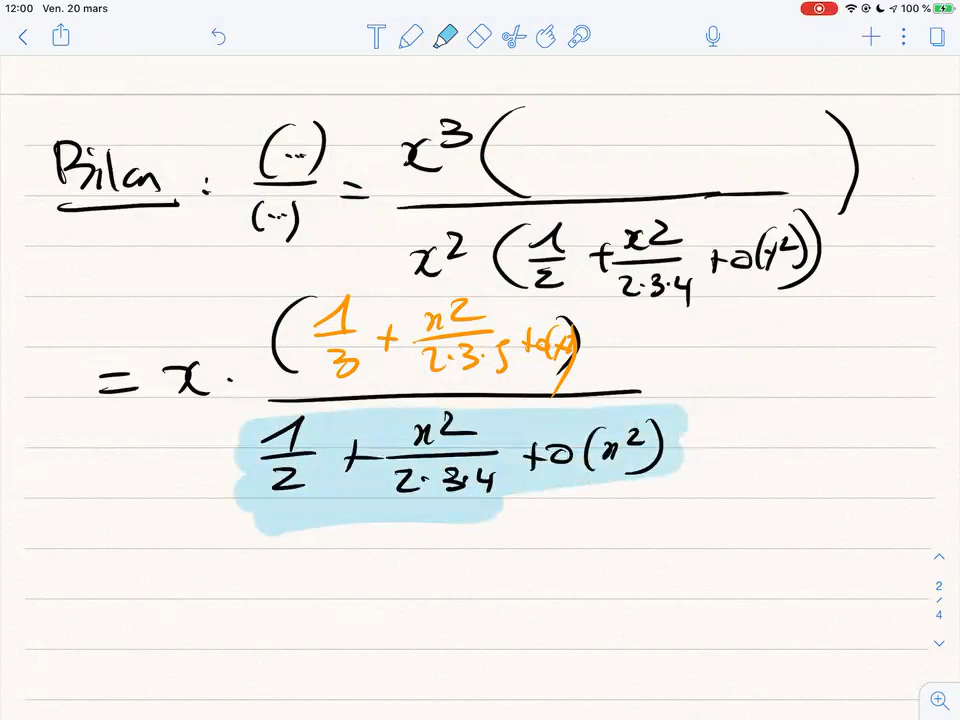 12:00 Ven. 20 mars 100 %
Bilan : (...)/(...) = x³( )/x²(1/2 + x²/2·3·4 + o(x²))
= x · (1/3 + x²/2·3·5 + o(x²))/1/2 + x²/2·3·4 + o(x²)
2
/
4